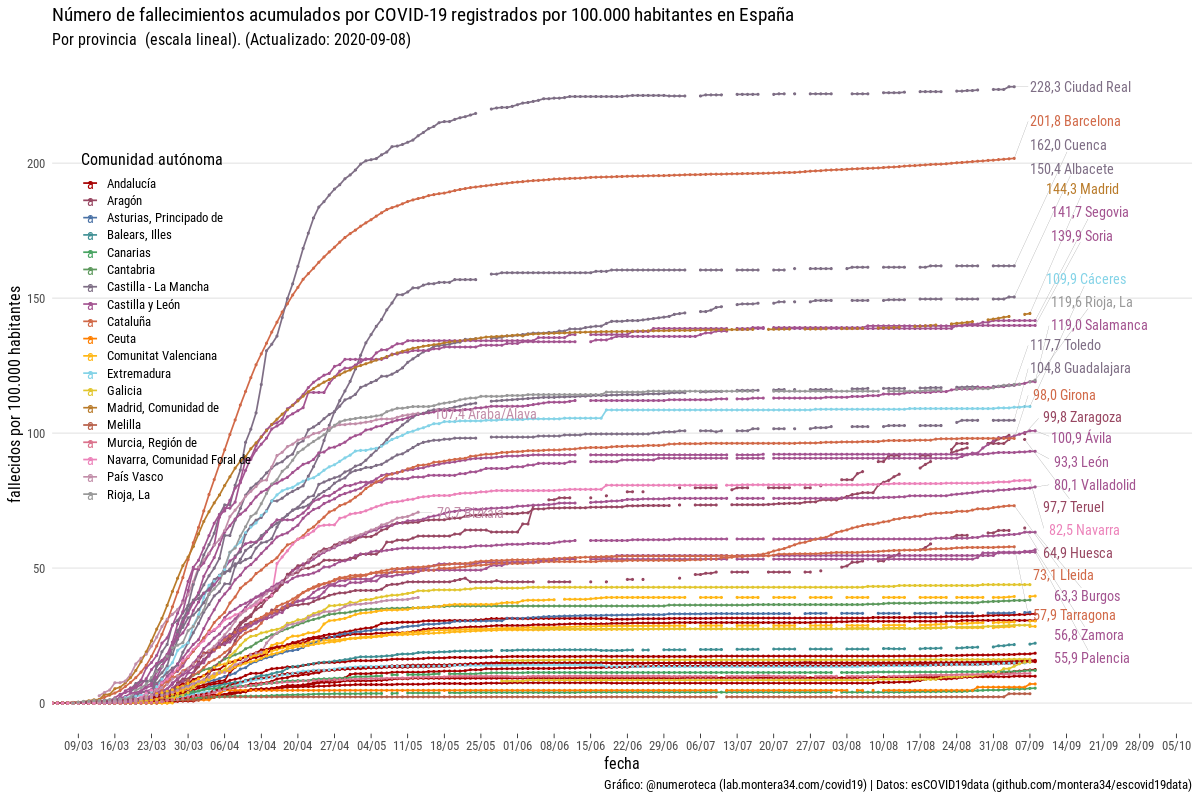 Número de fallecimientos acumulados por COVID-19 registrados por 100.000 habitantes en España
Por provincia (escala lineal). (Actualizado: 2020-09-08)
fallecidos por 100.000 habitantes
200
150
100
50
0
Comunidad autónoma
Andalucía
Aragón
Asturias, Principado de
Balears, Illes
Canarias
Cantabria
Castilla - La Mancha
Castilla y León
Cataluña
Ceuta
Comunitat Valenciana
Extremadura
Galicia
Madrid, Comunidad de
Melilla
Murcia, Región de
Navarra, Comunidad Foral de
País Vasco
Rioja, La
107,4 Araba/Álava
70,7 Bizkaia
228,3 Ciudad Real
201,8 Barcelona
162,0 Cuenca
150,4 Albacete
144,3 Madrid
141,7 Segovia
139,9 Soria
109,9 Cáceres
119,6 Rioja, La
119,0 Salamanca
117,7 Toledo
104,8 Guadalajara
98,0 Girona
99,8 Zaragoza
100,9 Ávila
93,3 León
80,1 Valladolid
97,7 Teruel
82,5 Navarra
64,9 Huesca
73,1 Lleida
63,3 Burgos
57,9 Tarragona
56,8 Zamora
55,9 Palencia
09/03 16/03 23/03 30/03 06/04 13/04 20/04 27/04 04/05 11/05 18/05 25/05 01/06 08/06 15/06 22/06 29/06 06/07 13/07 20/07 27/07 03/08 10/08 17/08 24/08 31/08 07/09 14/09 21/09 28/09 05/10
fecha
Gráfico: @numeroteca (lab.montera34.com/covid19) | Datos: esCOVID19data (github.com/montera34/escovid19data)